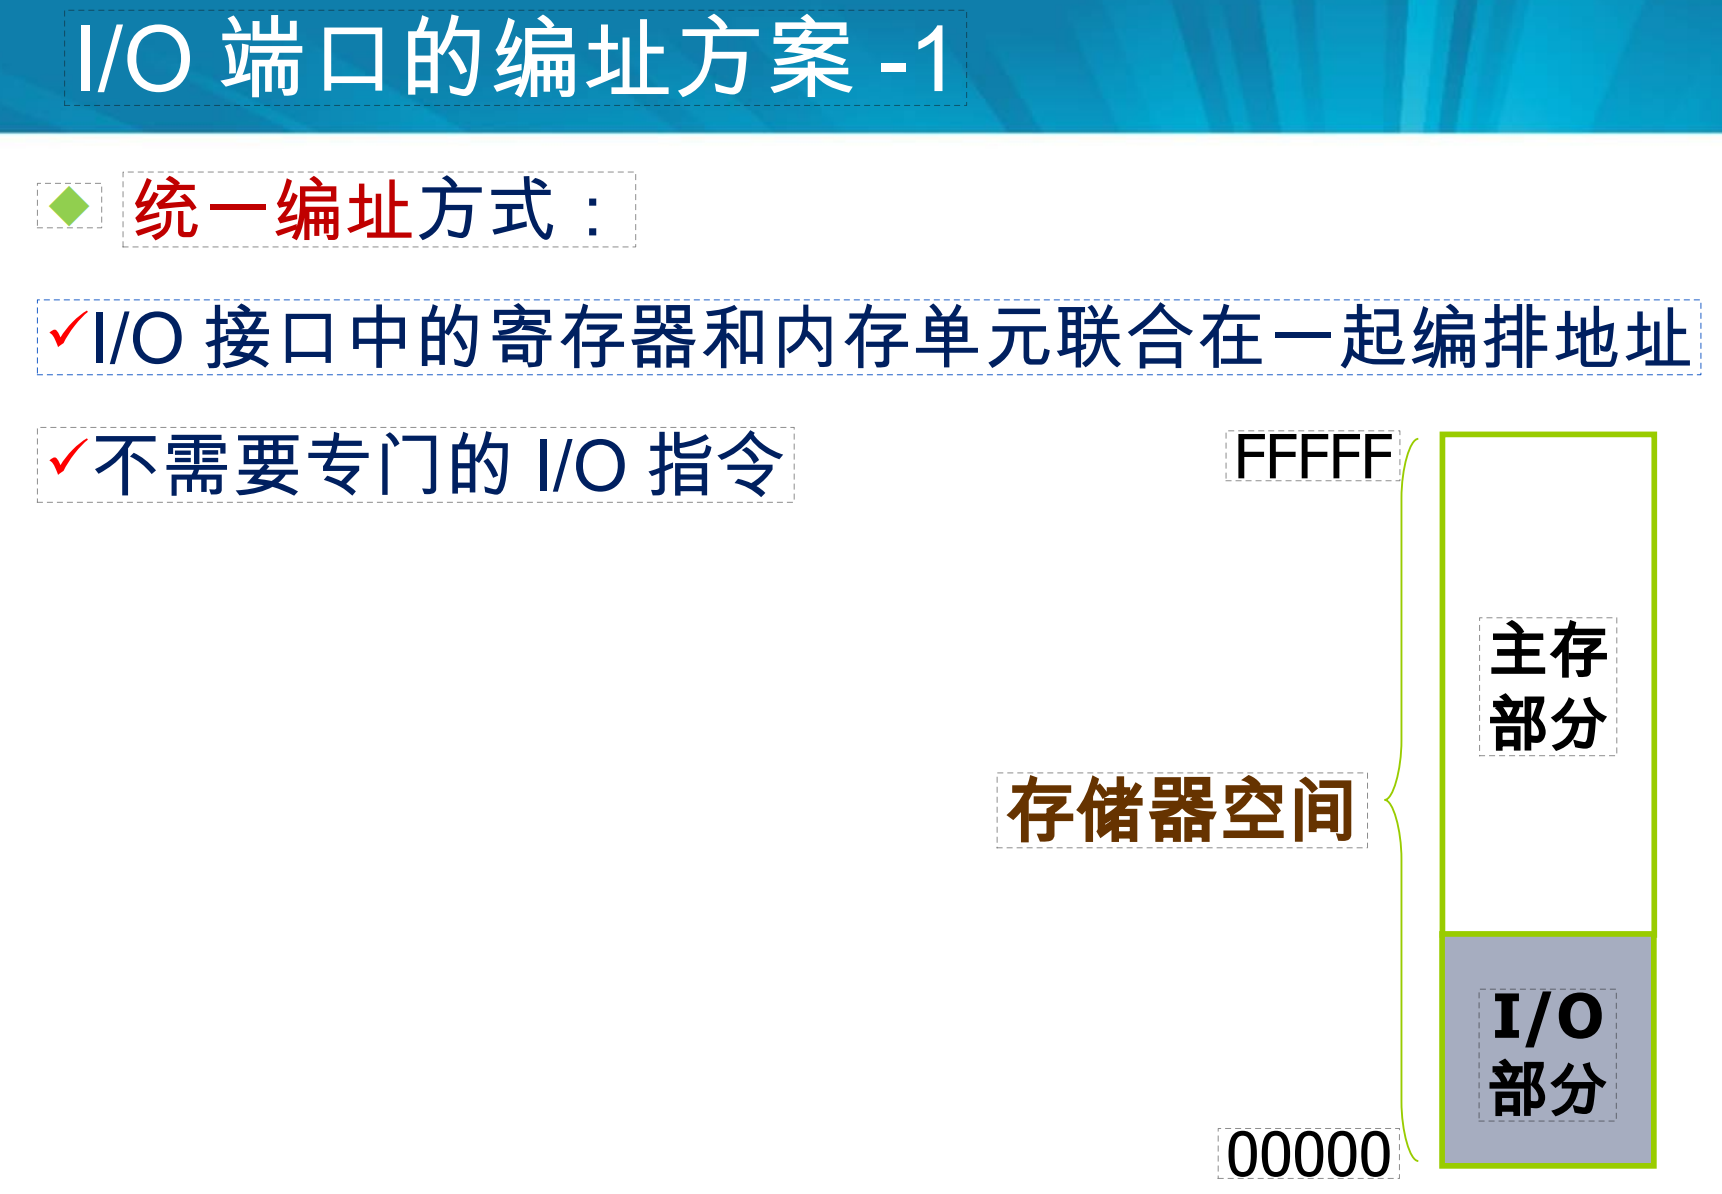 I/O 端口的编址方案 -1
统一编址方式：
I/O 接口中的寄存器和内存单元联合在一起编排地址
不需要专门的 I/O 指令
FFFFF
主存
部分
存储器空间
I/O
部分
00000